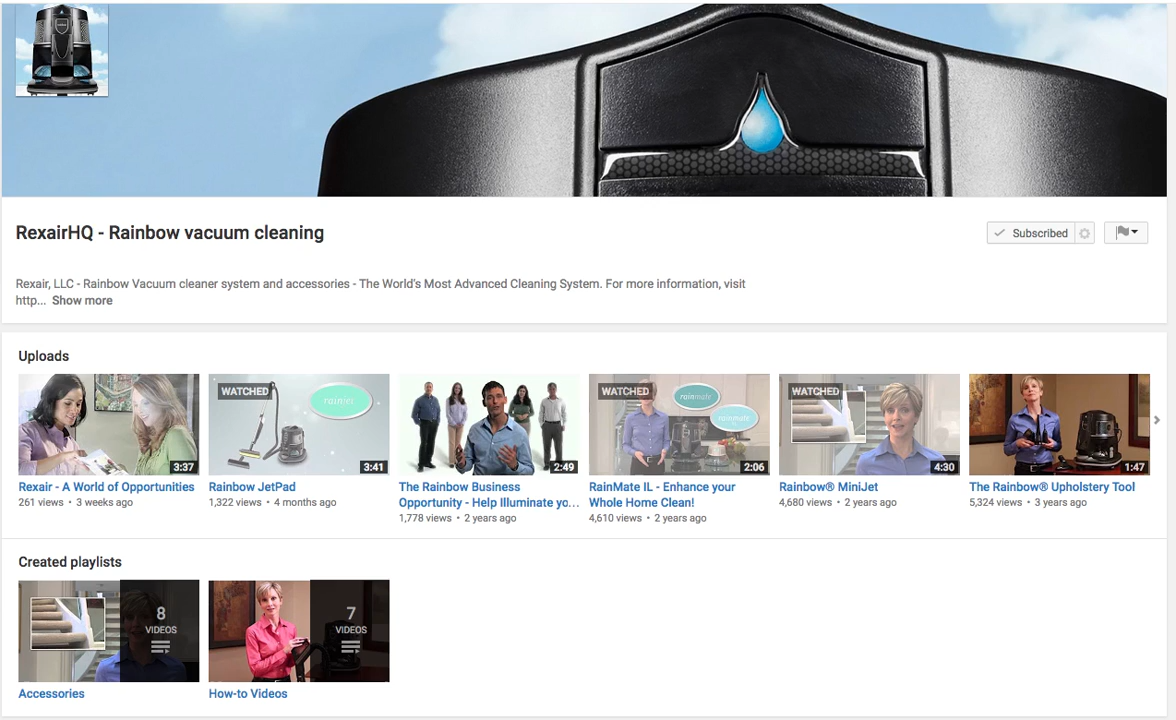 RexairHQ - Rainbow vacuum cleaning
Subscribed
Rexair, LLC - Rainbow Vacuum cleaner system and accessories - The World's Most Advanced Cleaning System. For more information, visit
http... Show more
Uploads
3:37
Rexair - A World of Opportunities
261 views • 3 weeks ago
WATCHED
rainjet
3:41
Rainbow JetPad
1,322 views • 4 months ago
2:49
The Rainbow Business
Opportunity - Help Illuminate yo...
1,778 views • 2 years ago
WATCHED
rainmate
rainmate
2:06
RainMate IL - Enhance your
Whole Home Clean!
4,610 views • 2 years ago
WATCHED
4:30
Rainbow® MiniJet
4,680 views • 2 years ago
1:47
The Rainbow® Upholstery Tool
5,324 views • 3 years ago
Created playlists
8
VIDEOS
Accessories
7
VIDEOS
How-to Videos